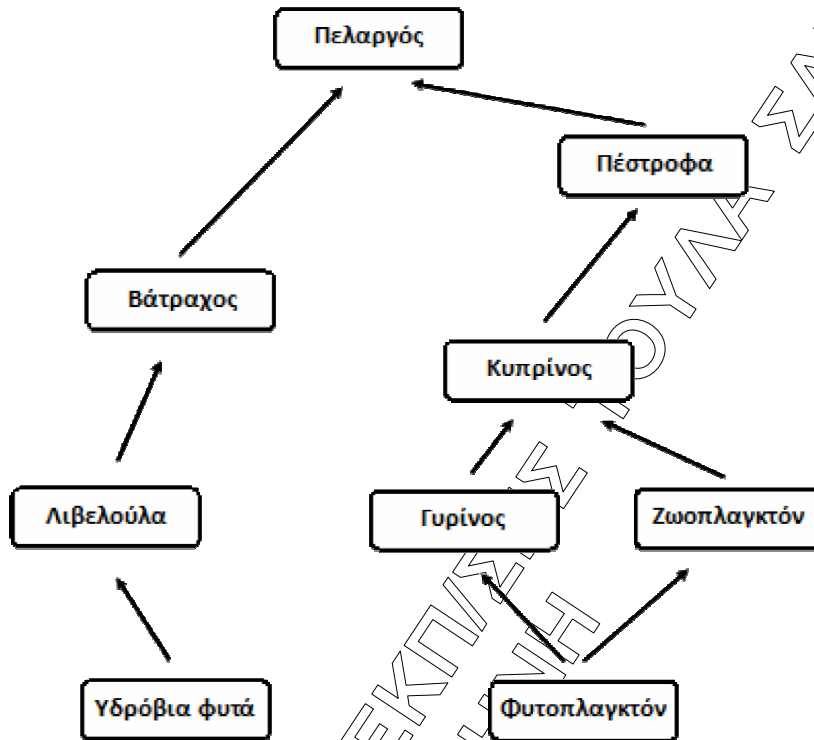 Πελαργός
Πέστροφα
Βάτραχος
Κυπρίνος
Λιβελούλα
Γυρίνος
Ζωοπλαγκτόν
Υδρόβια φυτά
Φυτοπλαγκτόν